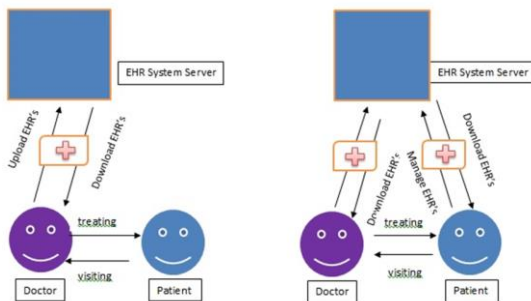 EHR System Server
Upload EHR's
Download EHR's
treating
visiting
Doctor
Patient
EHR System Server
Download EHR's
Manage EHR's
Download EHR's
treating
visiting
Doctor
Patient